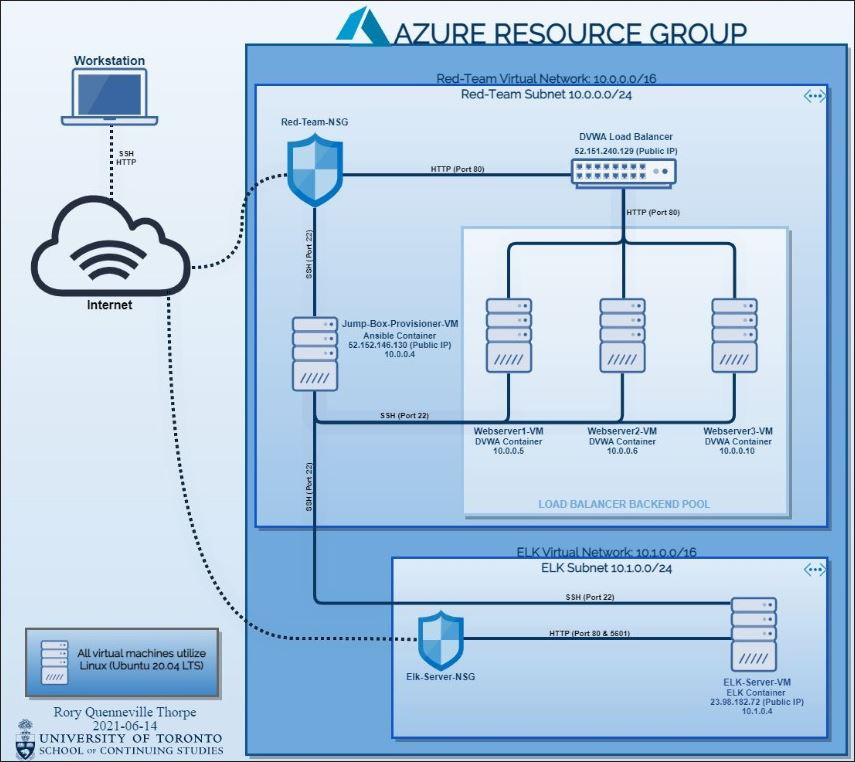 AZURE RESOURCE GROUP
Workstation
SSH
HTTP
Internet
Red-Team Virtual Network: 10.0.0.0/16
Red-Team Subnet 10.0.0.0/24
Red-Team-NSG
HTTP (Port 80)
DVWA Load Balancer
52.151.240.129 (Public IP)
HTTP (Port 80)
SSH (Port 22)
Jump-Box-Provisioner-VM
Ansible Container
52.152.146.130 (Public IP)
10.0.0.4
SSH (Port 22)
Webserver1-VM
DVWA Container
10.0.0.5
Webserver2-VM
DVWA Container
10.0.0.6
Webserver3-VM
DVWA Container
10.0.0.10
LOAD BALANCER BACKEND POOL
SSH (Port 22)
ELK Virtual Network: 10.1.0.0/16
ELK Subnet 10.1.0.0/24
SSH (Port 22)
HTTP (Port 80 & 5601)
Elk-Server-NSG
ELK-Server-VM
ELK Container
23.98.182.72 (Public IP)
10.1.0.4
All virtual machines utilize
Linux (Ubuntu 20.04 LTS)
Rory Quenneville Thorpe
2021-06-14
UNIVERSITY OF TORONTO
SCHOOL OF CONTINUING STUDIES